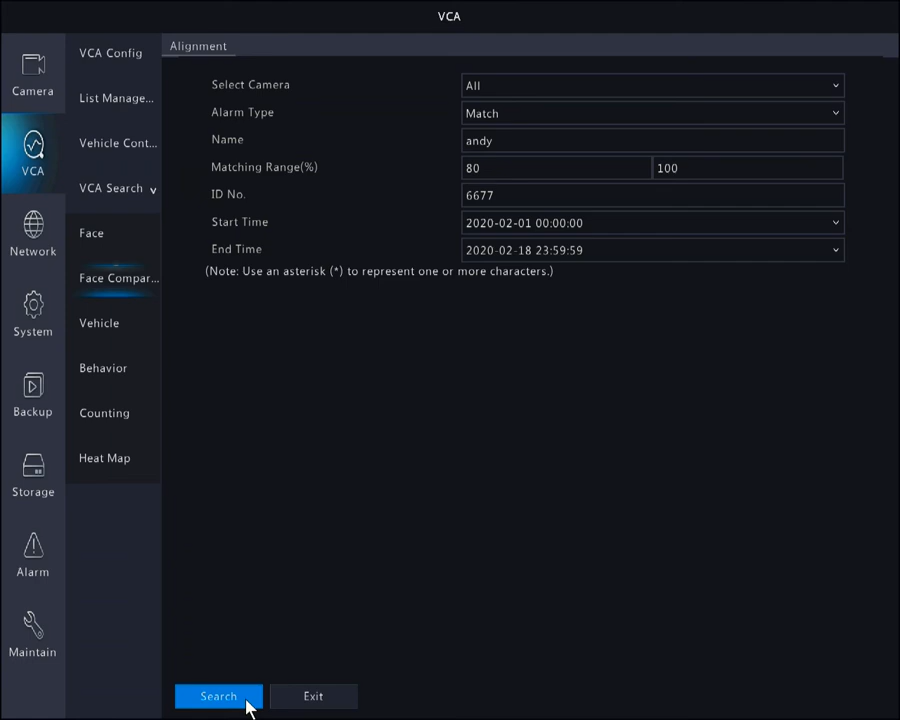 VCA
Camera
VCA
Network
System
Backup
Storage
Alarm
Maintain
VCA Config
List Manage...
Vehicle Cont...
VCA Search
Face
Face Compar...
Vehicle
Behavior
Counting
Heat Map
Alignment
Select Camera All
Alarm Type Match
Name andy
Matching Range(%) 80 100
ID No. 6677
Start Time 2020-02-01 00:00:00
End Time 2020-02-18 23:59:59
(Note: Use an asterisk (*) to represent one or more characters.)
Search Exit